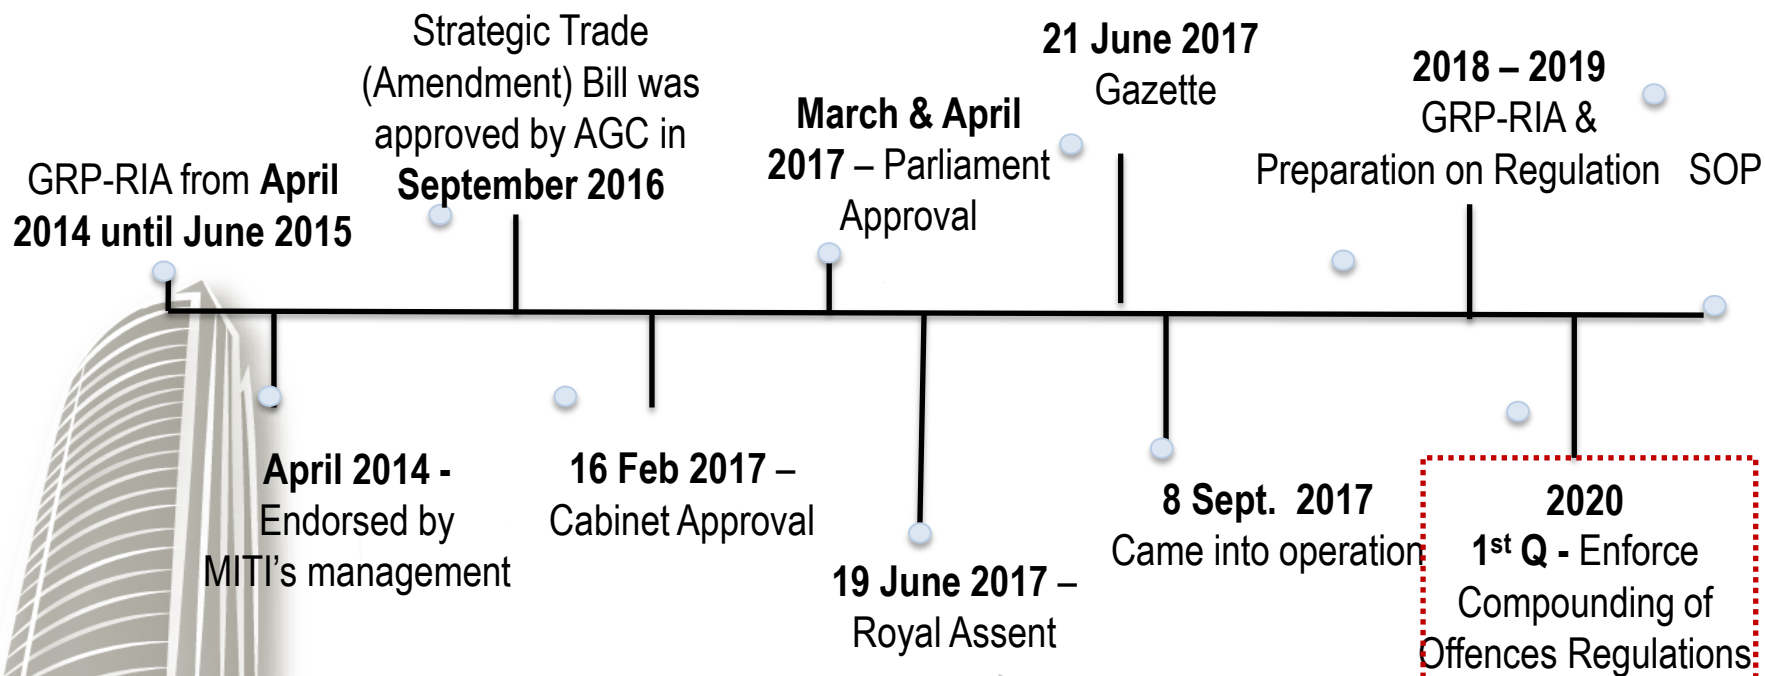 GRP-RIA from April
2014 until June 2015
April 2014 -
Endorsed by
MITI's management
Strategic Trade
(Amendment) Bill was
approved by AGC in
September 2016
16 Feb 2017 –
Cabinet Approval
March & April
2017 – Parliament
Approval
19 June 2017 –
Royal Assent
21 June 2017
Gazette
8 Sept. 2017
Came into operation
2018 – 2019
GRP-RIA &
Preparation on Regulation
SOP
2020
1st Q - Enforce
Compounding of
Offences Regulations